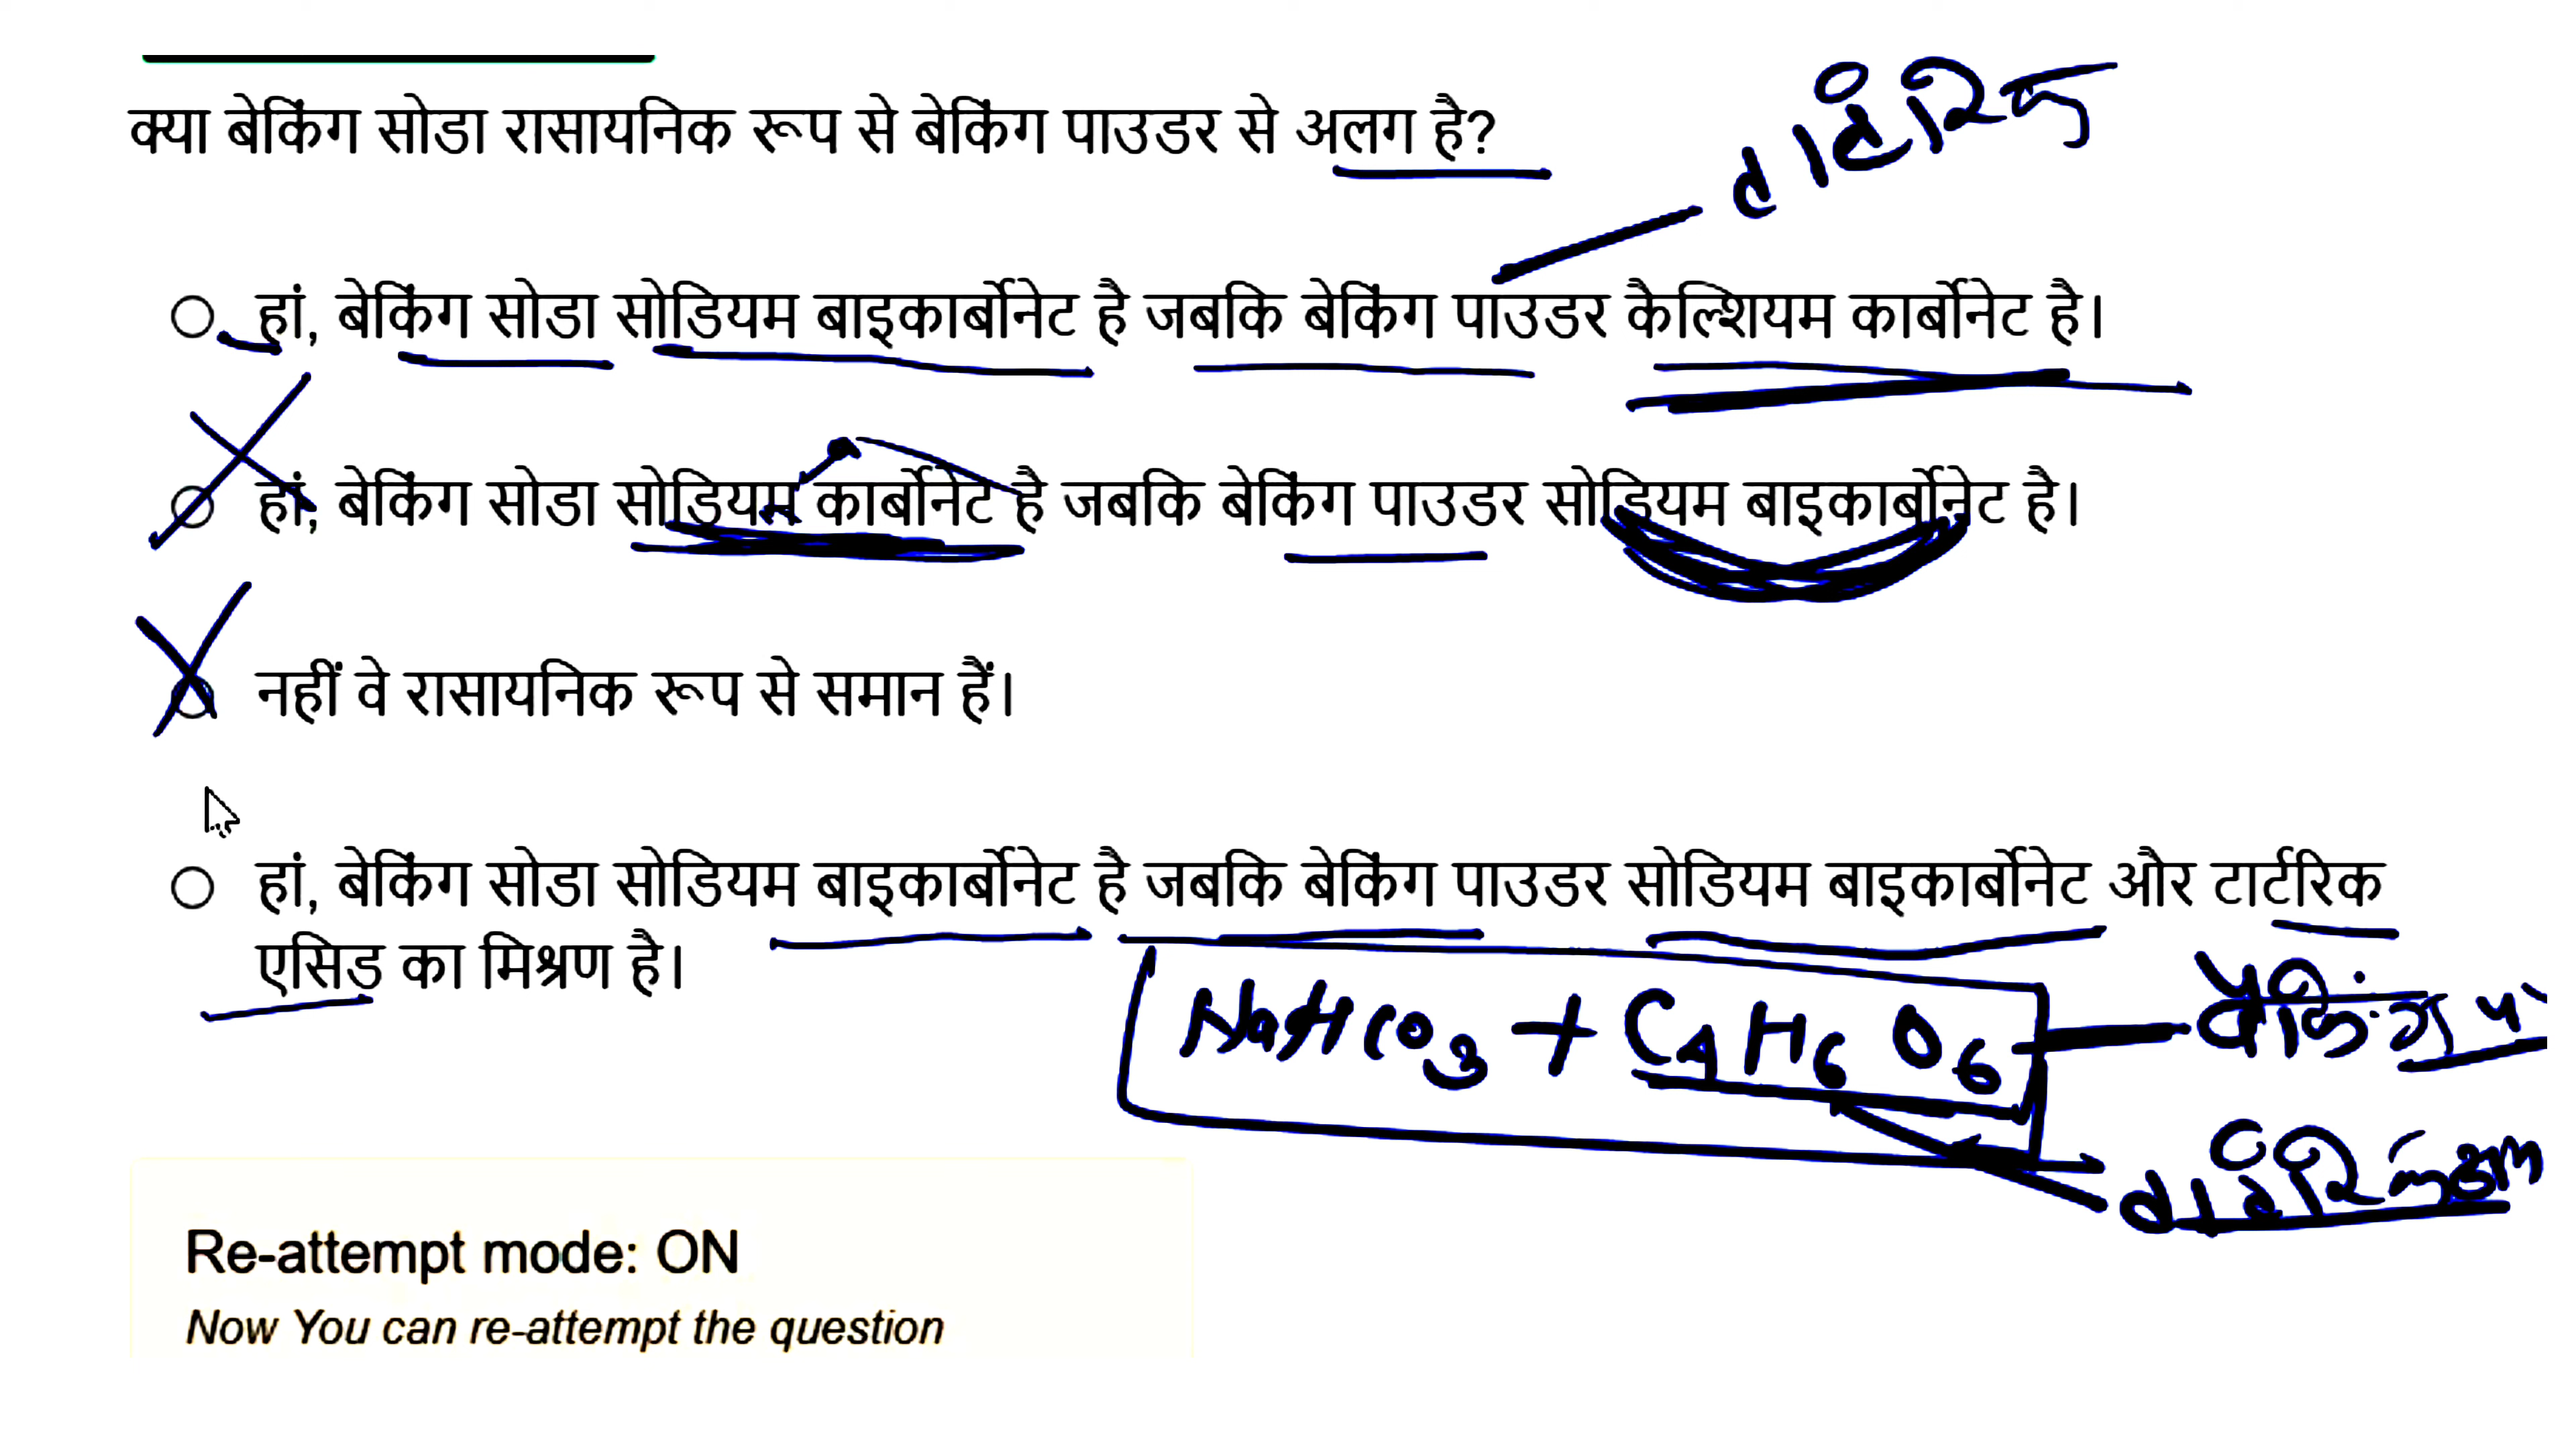 क्या बेकिंग सोडा रासायनिक रूप से बेकिंग पाउडर से अलग है?
हां, बेकिंग सोडा सोडियम बाइकार्बोनेट है जबकि बेकिंग पाउडर कैल्शियम कार्बोनेट है।
हां, बेकिंग सोडा सोडियम कार्बोनेट है जबकि बेकिंग पाउडर सोडियम बाइकार्बोनेट है।
नहीं वे रासायनिक रूप से समान हैं।
हां, बेकिंग सोडा सोडियम बाइकार्बोनेट है जबकि बेकिंग पाउडर सोडियम बाइकार्बोनेट और टार्टरिक
एसिड का मिश्रण है।
NaHCO3 + C4H6O6
Re-attempt mode: ON
Now You can re-attempt the question